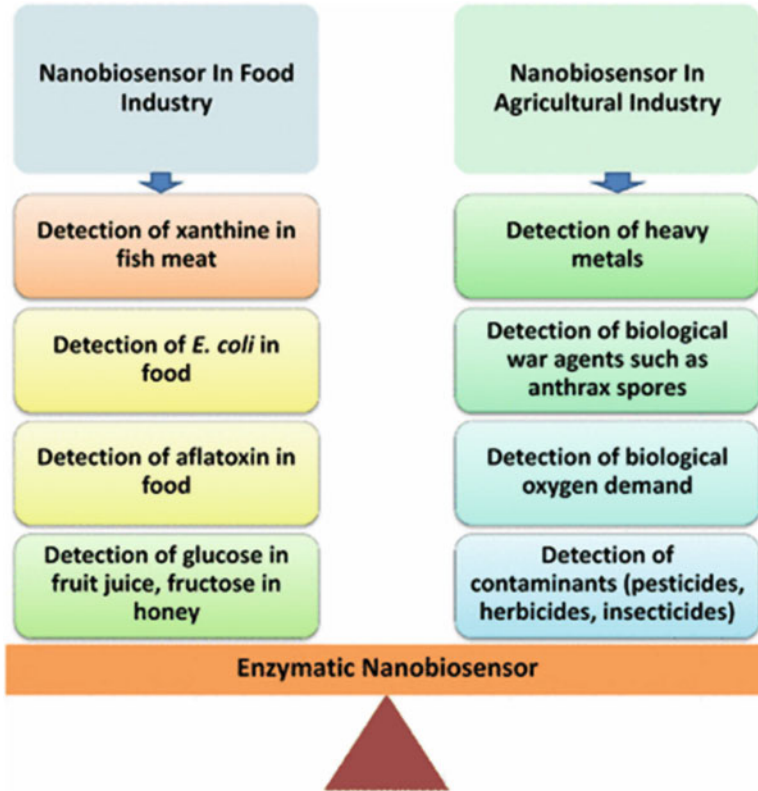 Nanobiosensor In Food
Industry
Detection of xanthine in
fish meat
Detection of E. coli in
food
Detection of aflatoxin in
food
Detection of glucose in
fruit juice, fructose in
honey
Nanobiosensor In
Agricultural Industry
Detection of heavy
metals
Detection of biological
war agents such as
anthrax spores
Detection of biological
oxygen demand
Detection of
contaminants (pesticides,
herbicides, insecticides)
Enzymatic Nanobiosensor